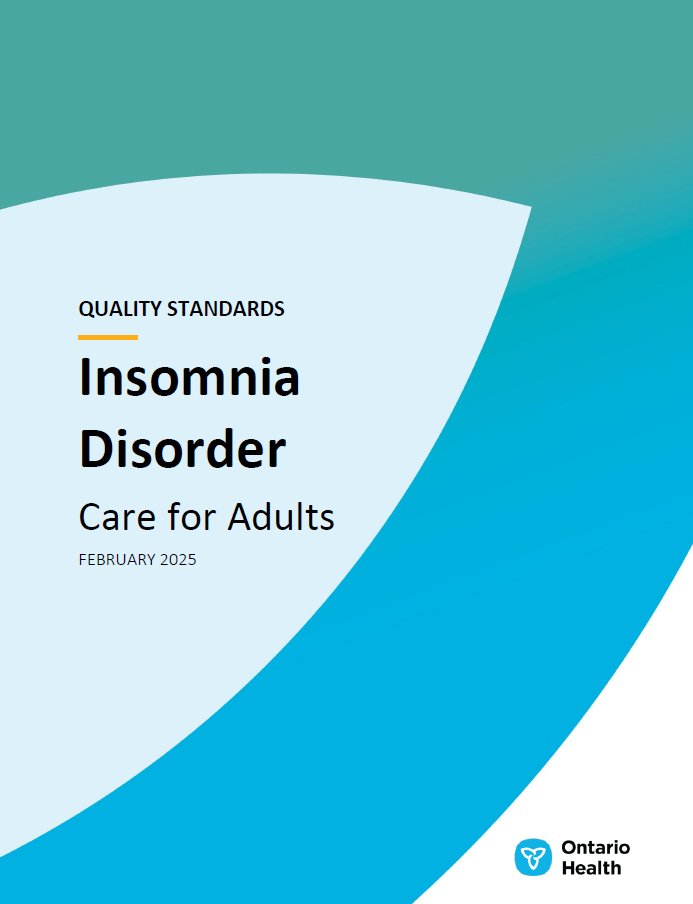 QUALITY STANDARDS
Insomnia
Disorder
Care for Adults
FEBRUARY 2025
Ontario
Health